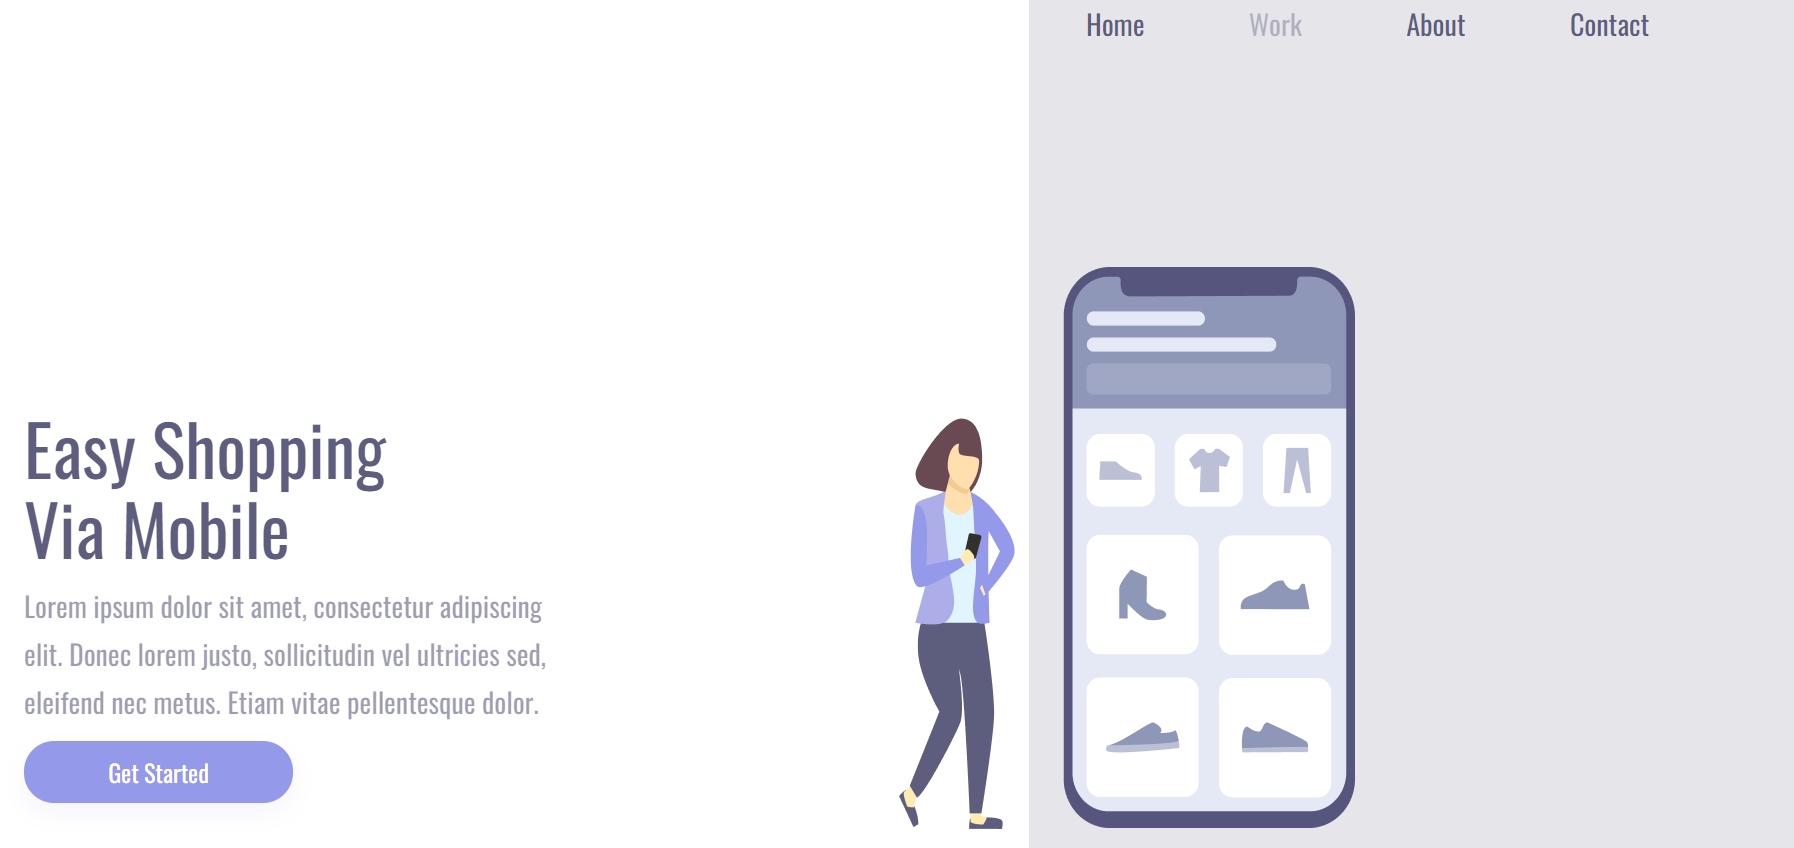 Home Work About Contact
Easy Shopping
Via Mobile
Lorem ipsum dolor sit amet, consectetur adipiscing
elit. Donec lorem justo, sollicitudin vel ultricies sed,
eleifend nec metus. Etiam vitae pellentesque dolor.
Get Started